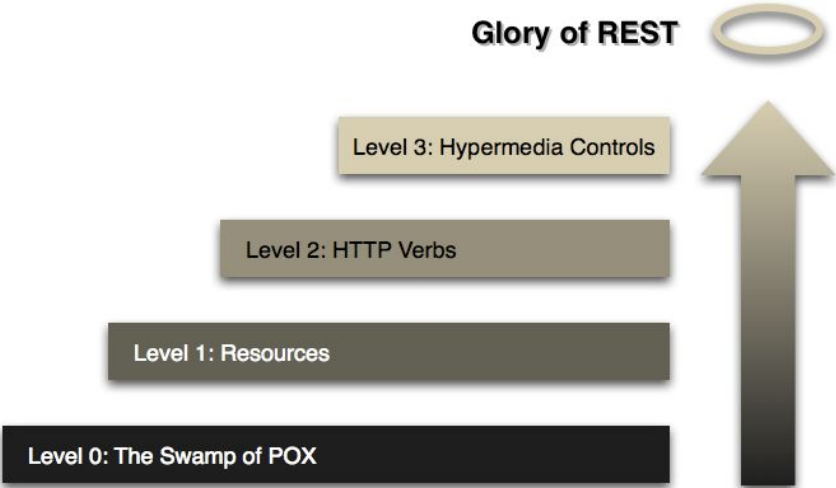 Glory of REST
Level 3: Hypermedia Controls
Level 2: HTTP Verbs
Level 1: Resources
Level 0: The Swamp of POX